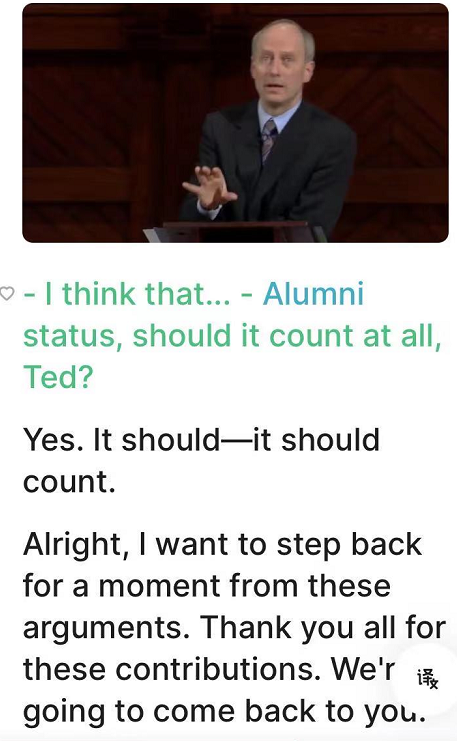 - I think that... - Alumni
status, should it count at all,
Ted?
Yes. It should—it should
count.
Alright, I want to step back
for a moment from these
arguments. Thank you all for
these contributions. We'r
going to come back to you.
译文